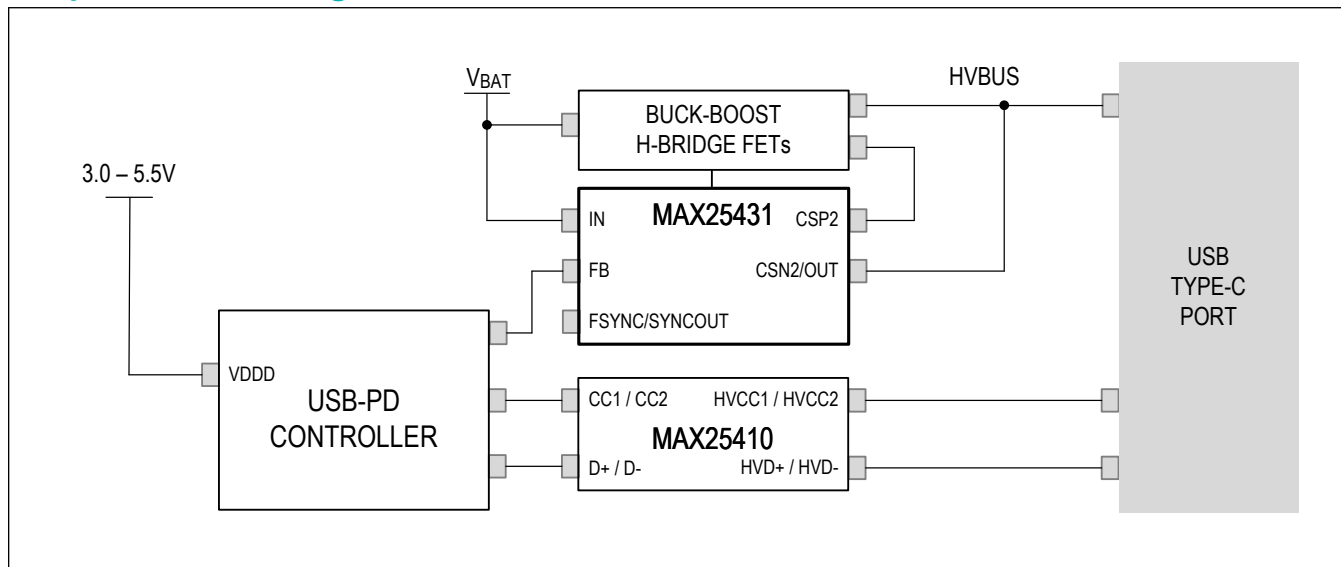 VBAT
HVBUS
BUCK-BOOST
H-BRIDGE FETs
3.0 – 5.5V
IN
MAX25431
CSP2
FB
CSN2/OUT
FSYNC/SYNCOUT
USB
TYPE-C
PORT
VDDD
USB-PD
CONTROLLER
CC1 / CC2
HVCC1 / HVCC2
MAX25410
D+ / D-
HVD+ / HVD-